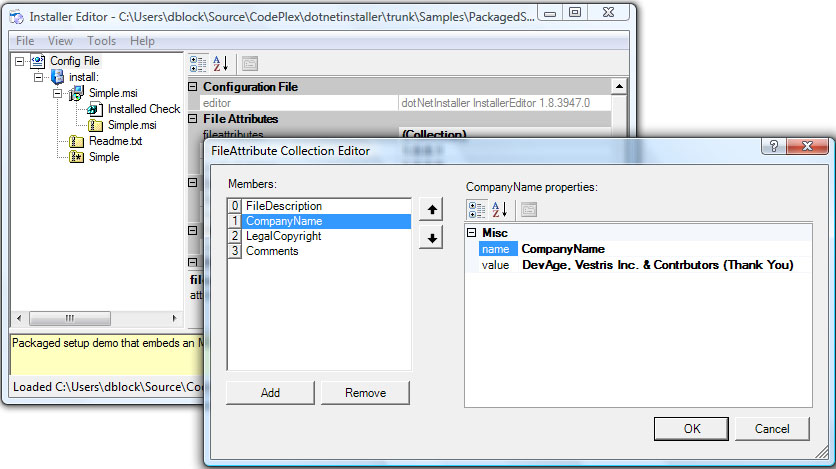 Installer Editor - C:\Users\dblock\Source\CodePlex\dotnetinstaller\trunk\Samples\PackagedS...
File View Tools Help
Config File
install:
Simple.msi
Installed Check
Simple.msi
Readme.txt
Simple
Configuration File
editor dotNetInstaller InstallerEditor 1.8.3947.0
File Attributes
fileattributes (Collection)
Packaged setup demo that embeds an M
Loaded C:\Users\dblock\Source\Co
FileAttribute Collection Editor
Members:
0 FileDescription
1 CompanyName
2 LegalCopyright
3 Comments
Add Remove
CompanyName properties:
Misc
name CompanyName
value DevAge, Vestris Inc. & Contrbutors (Thank You)
OK Cancel